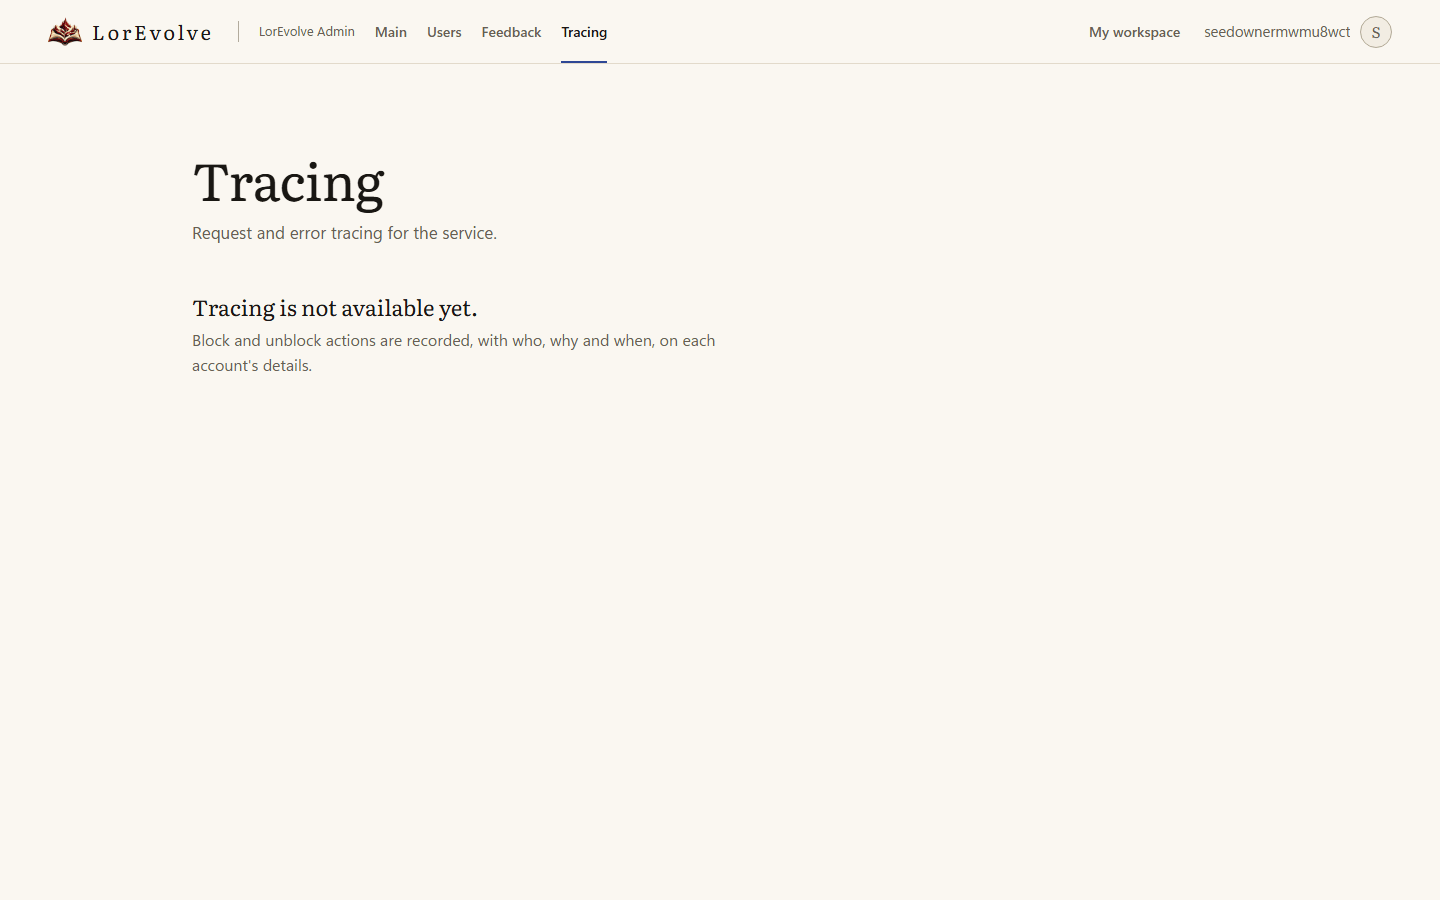 LorEvolve
LorEvolve Admin
Main
Users
Feedback
Tracing
My workspace
seedownermwmu8wct
S
Tracing
Request and error tracing for the service.
Tracing is not available yet.
Block and unblock actions are recorded, with who, why and when, on each
account's details.